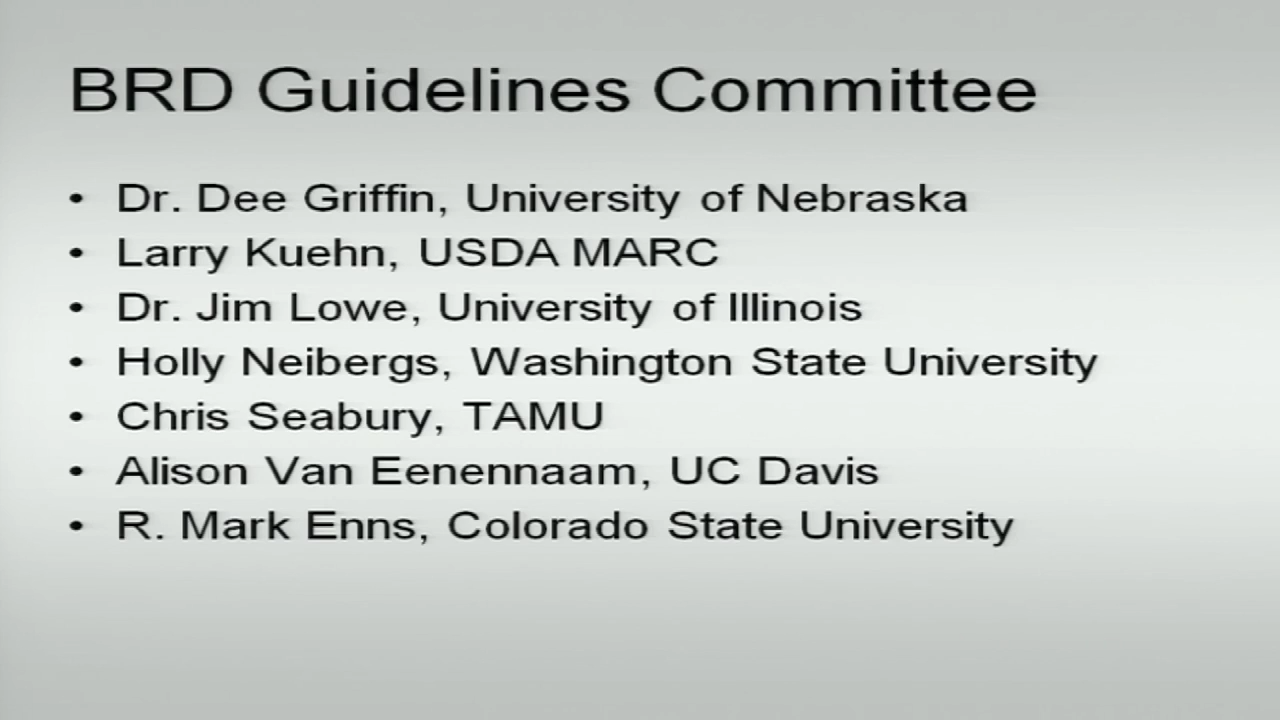 BRD Guidelines Committee
• Dr. Dee Griffin, University of Nebraska
• Larry Kuehn, USDA MARC
• Dr. Jim Lowe, University of Illinois
• Holly Neibergs, Washington State University
• Chris Seabury, TAMU
• Alison Van Eenennaam, UC Davis
• R. Mark Enns, Colorado State University